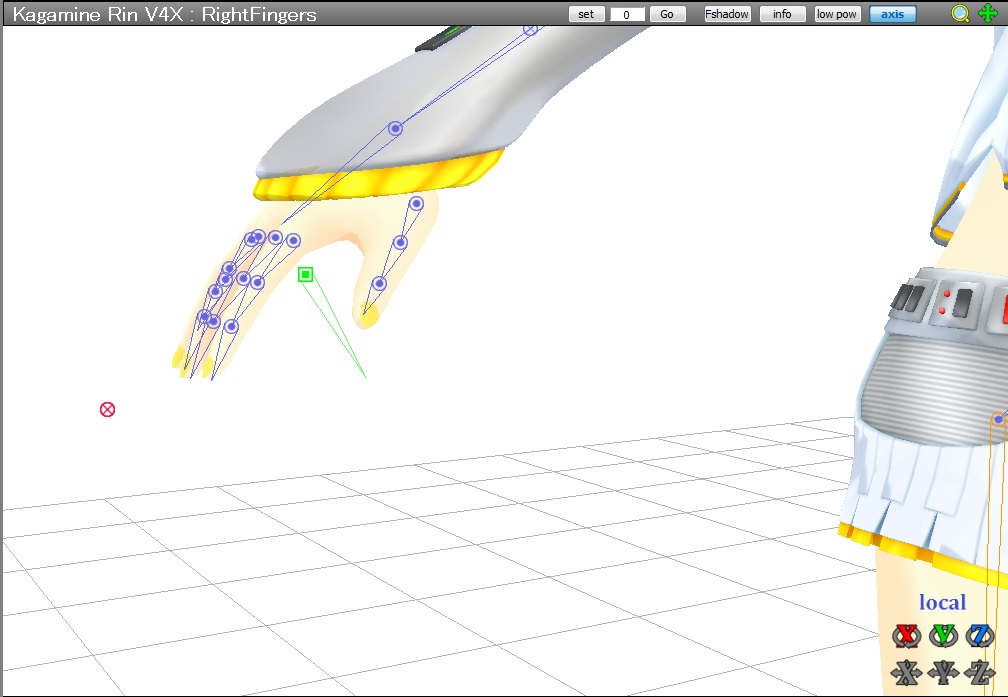 Kagamine Rin V4X : RightFingers
set 0 Go Fshadow info low pow axis
local
X Y Z
X Y Z